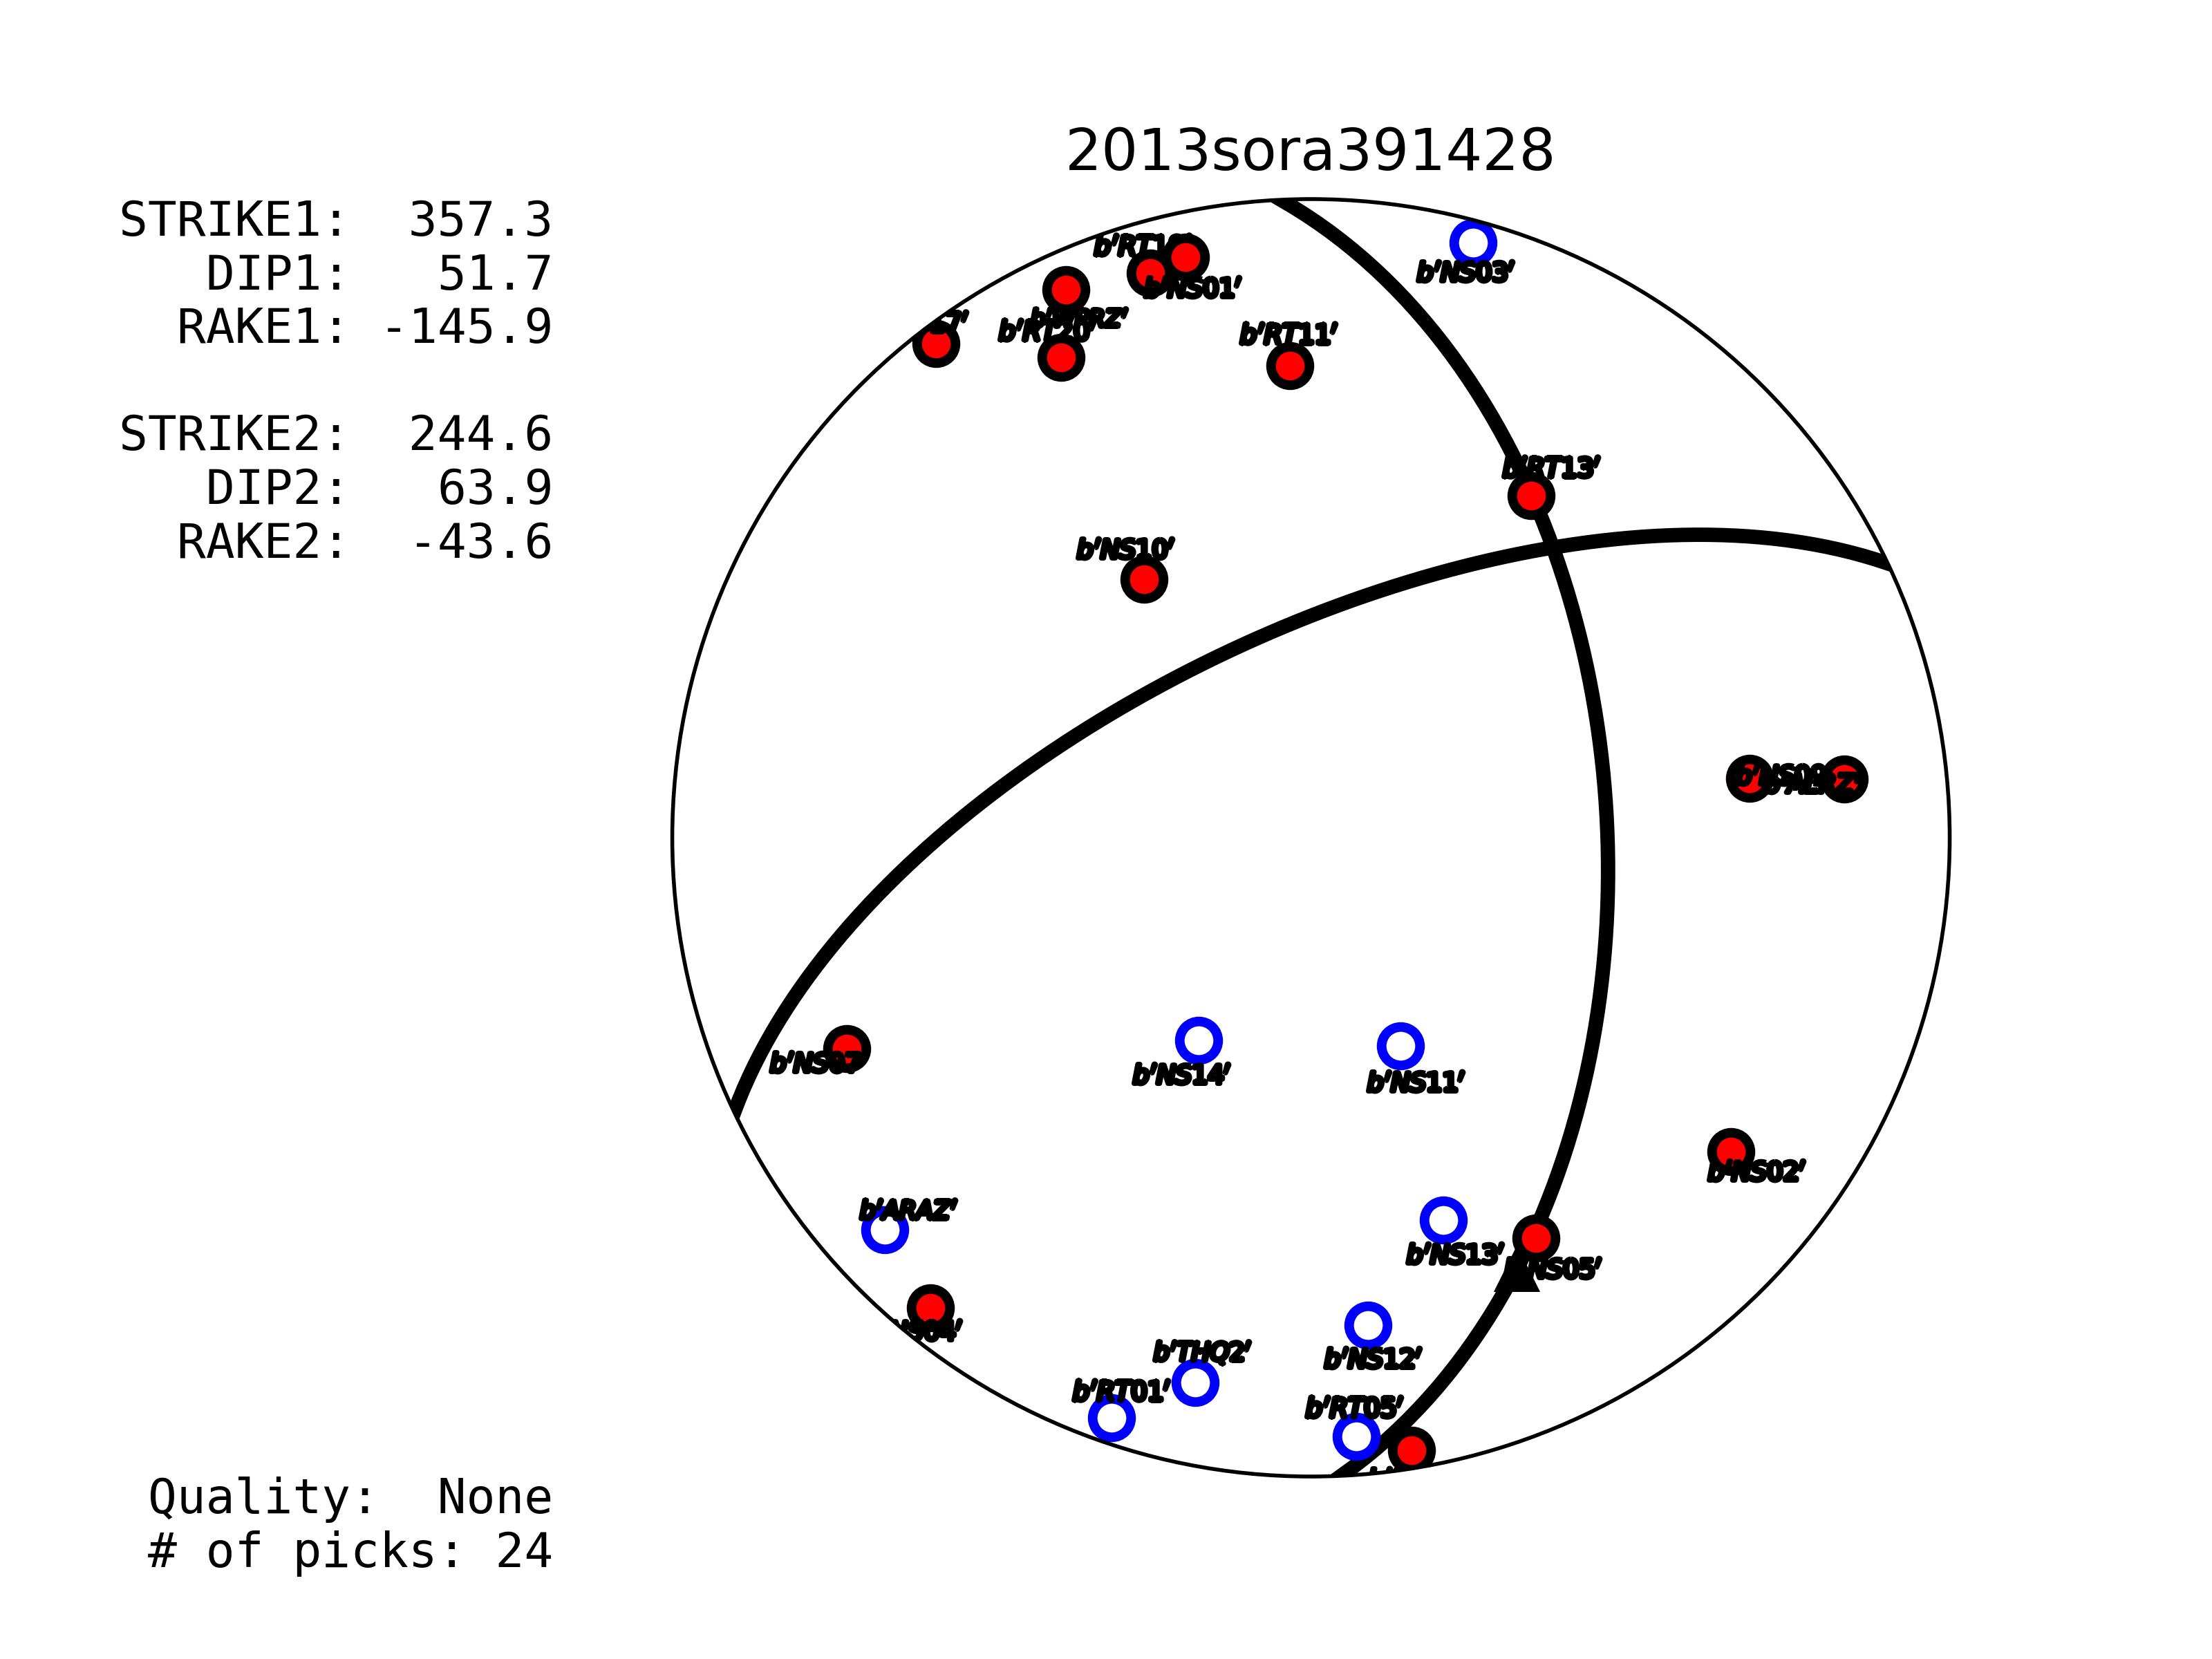 2013sora391428
STRIKE1: 357.3
DIP1: 51.7
RAKE1: -145.9
STRIKE2: 244.6
DIP2: 63.9
RAKE2: -43.6
b'NS03'
b'NS01'
b'RT20'
b'RT11'
b'RT13'
b'NS10'
b'NS14'
b'NS11'
b'NS02'
b'ARAZ'
b'NS13'
b'NS05'
b'THQ2'
b'NS12'
b'RT01'
b'RT05'
Quality: None
# of picks: 24